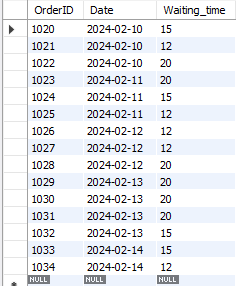 OrderID Date Waiting_time
1020 2024-02-10 15
1021 2024-02-10 12
1022 2024-02-10 20
1023 2024-02-11 20
1024 2024-02-11 15
1025 2024-02-11 12
1026 2024-02-12 12
1027 2024-02-12 12
1028 2024-02-12 20
1029 2024-02-13 20
1030 2024-02-13 20
1031 2024-02-13 20
1032 2024-02-13 15
1033 2024-02-14 15
1034 2024-02-14 12
NULL NULL NULL